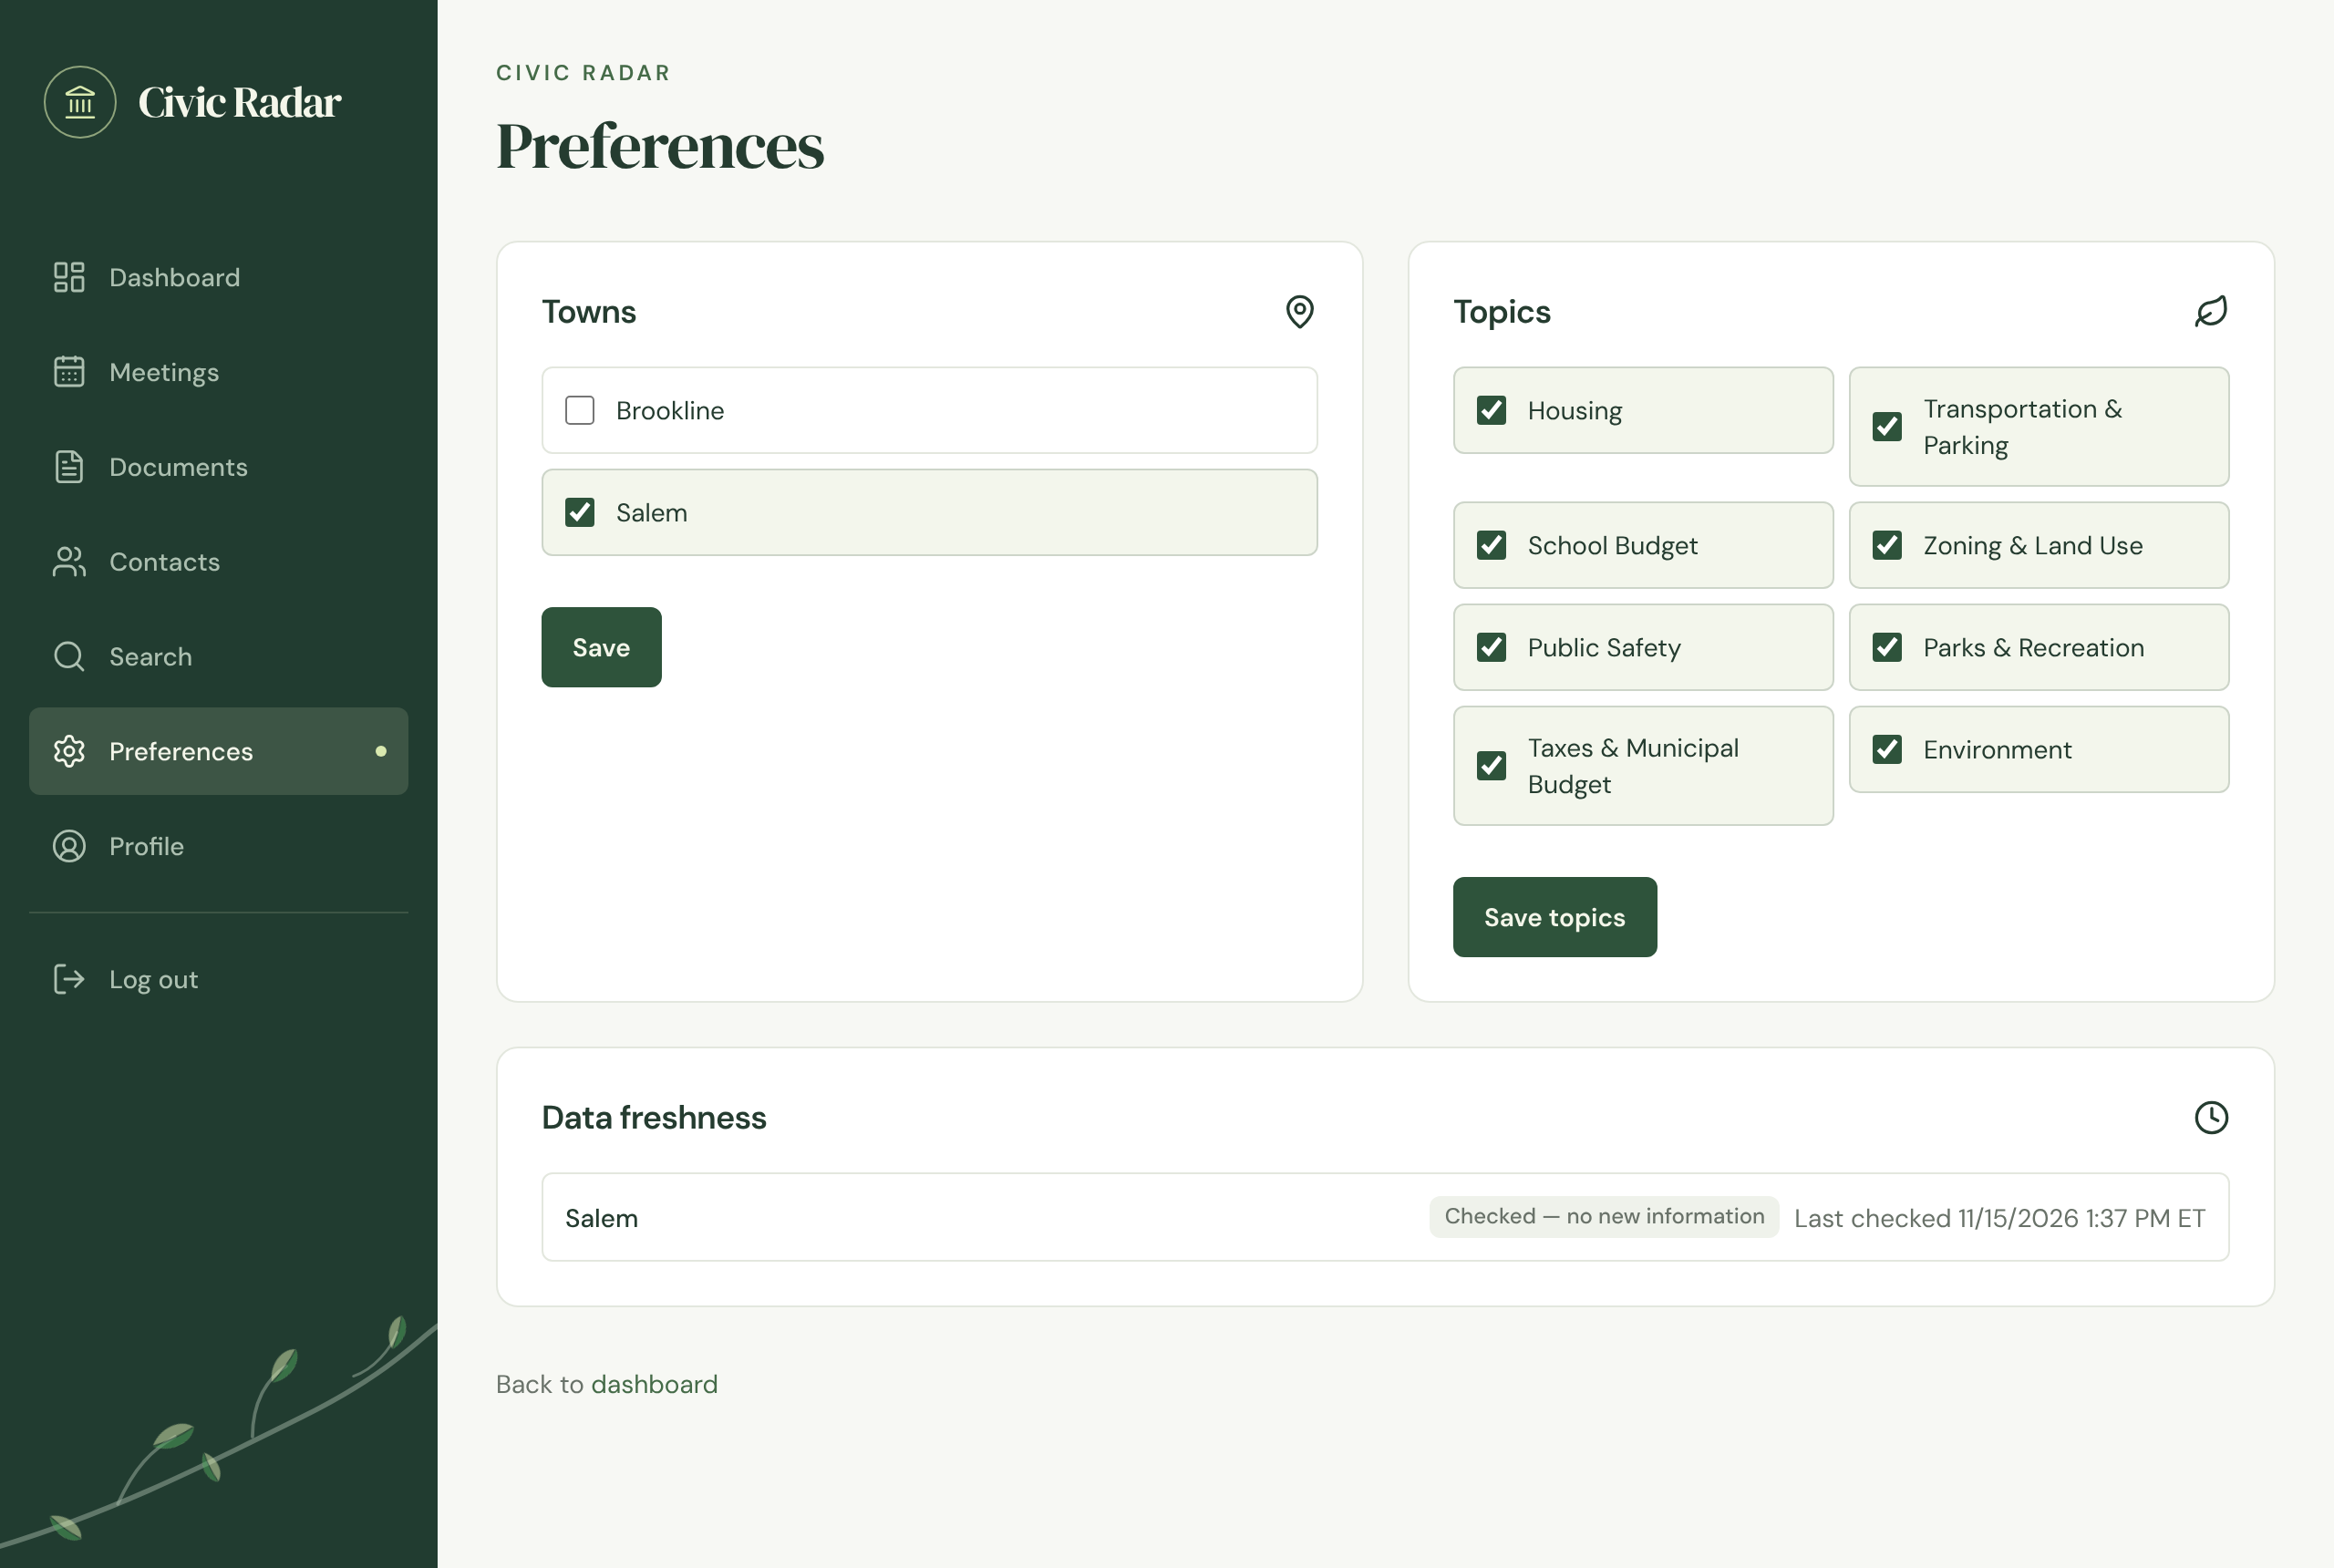 Civic Radar
Dashboard
Meetings
Documents
Contacts
Search
Preferences
Profile
Log out
CIVIC RADAR
Preferences
Towns
Brookline
Salem
Save
Topics
Housing
Transportation &
Parking
School Budget
Zoning & Land Use
Public Safety
Parks & Recreation
Taxes & Municipal
Budget
Environment
Save topics
Data freshness
Salem
Checked — no new information
Last checked 11/15/2026 1:37 PM ET
Back to dashboard